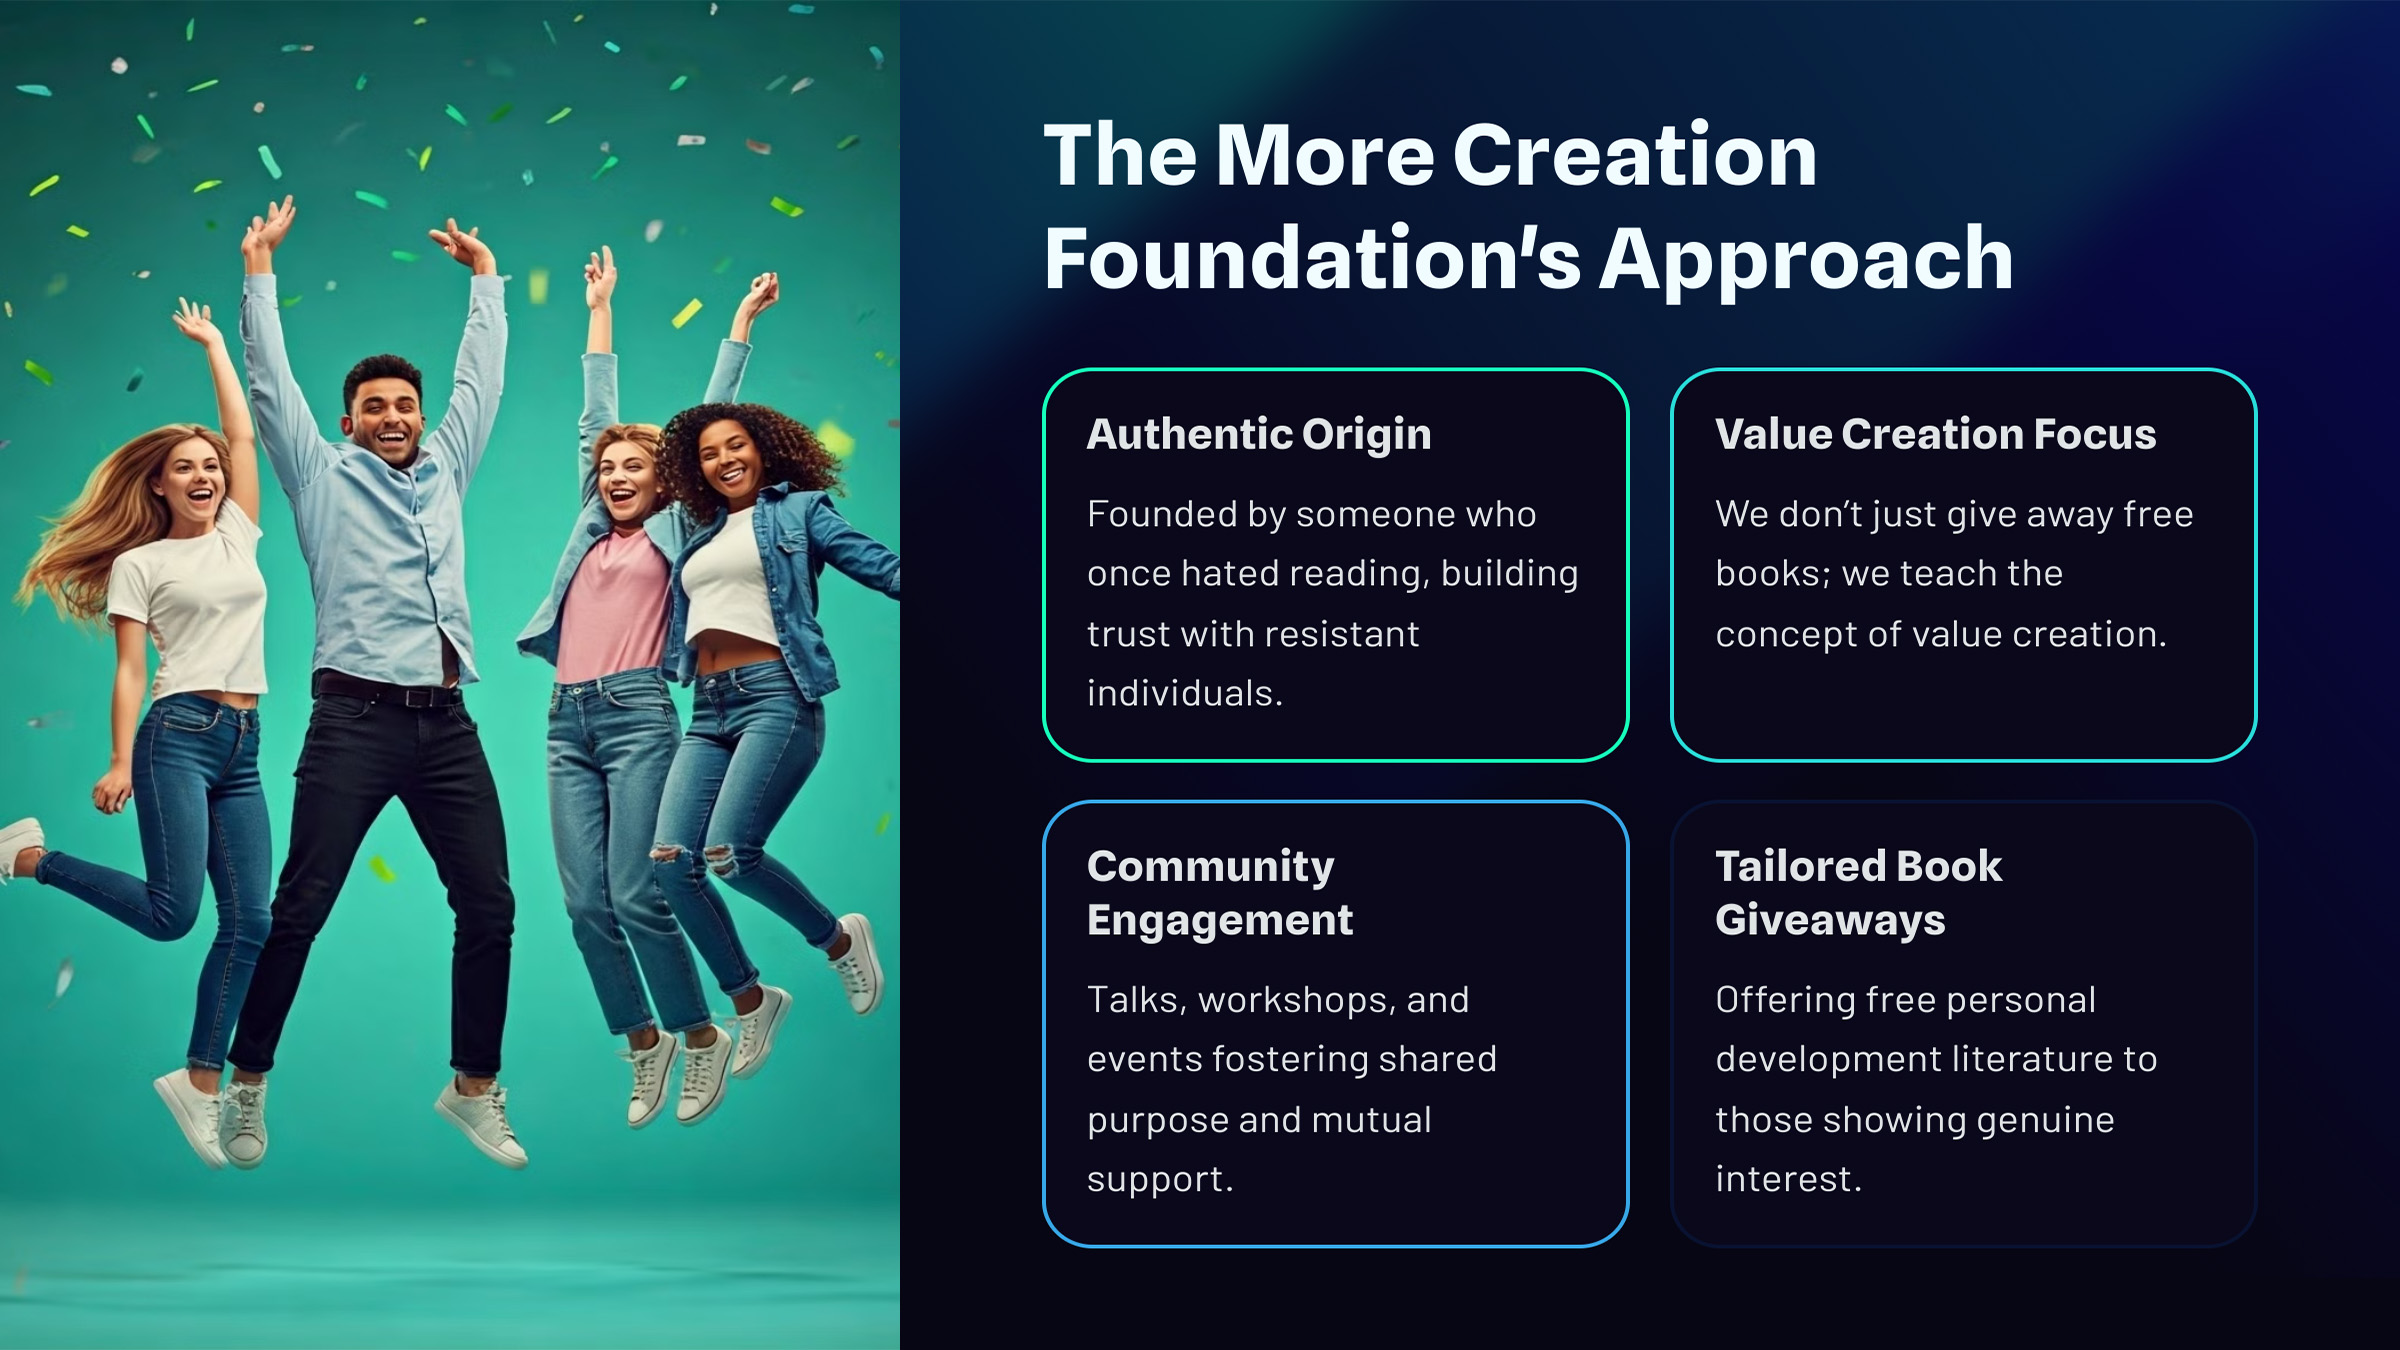 The More Creation
Foundation's Approach
Authentic Origin
Founded by someone who
once hated reading, building
trust with resistant
individuals.
Value Creation Focus
We don't just give away free
books; we teach the
concept of value creation.
Community
Engagement
Talks, workshops, and
events fostering shared
purpose and mutual
support.
Tailored Book
Giveaways
Offering free personal
development literature to
those showing genuine
interest.